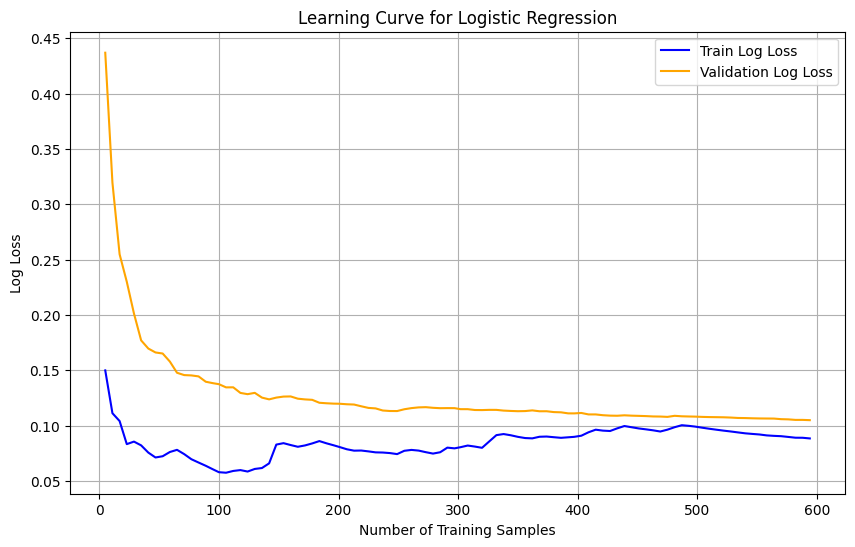 Learning Curve for Logistic Regression
Train Log Loss
Validation Log Loss
0.45
0.40
0.35
0.30
0.25
0.20
0.15
0.10
0.05
Log Loss
0 100 200 300 400 500 600
Number of Training Samples